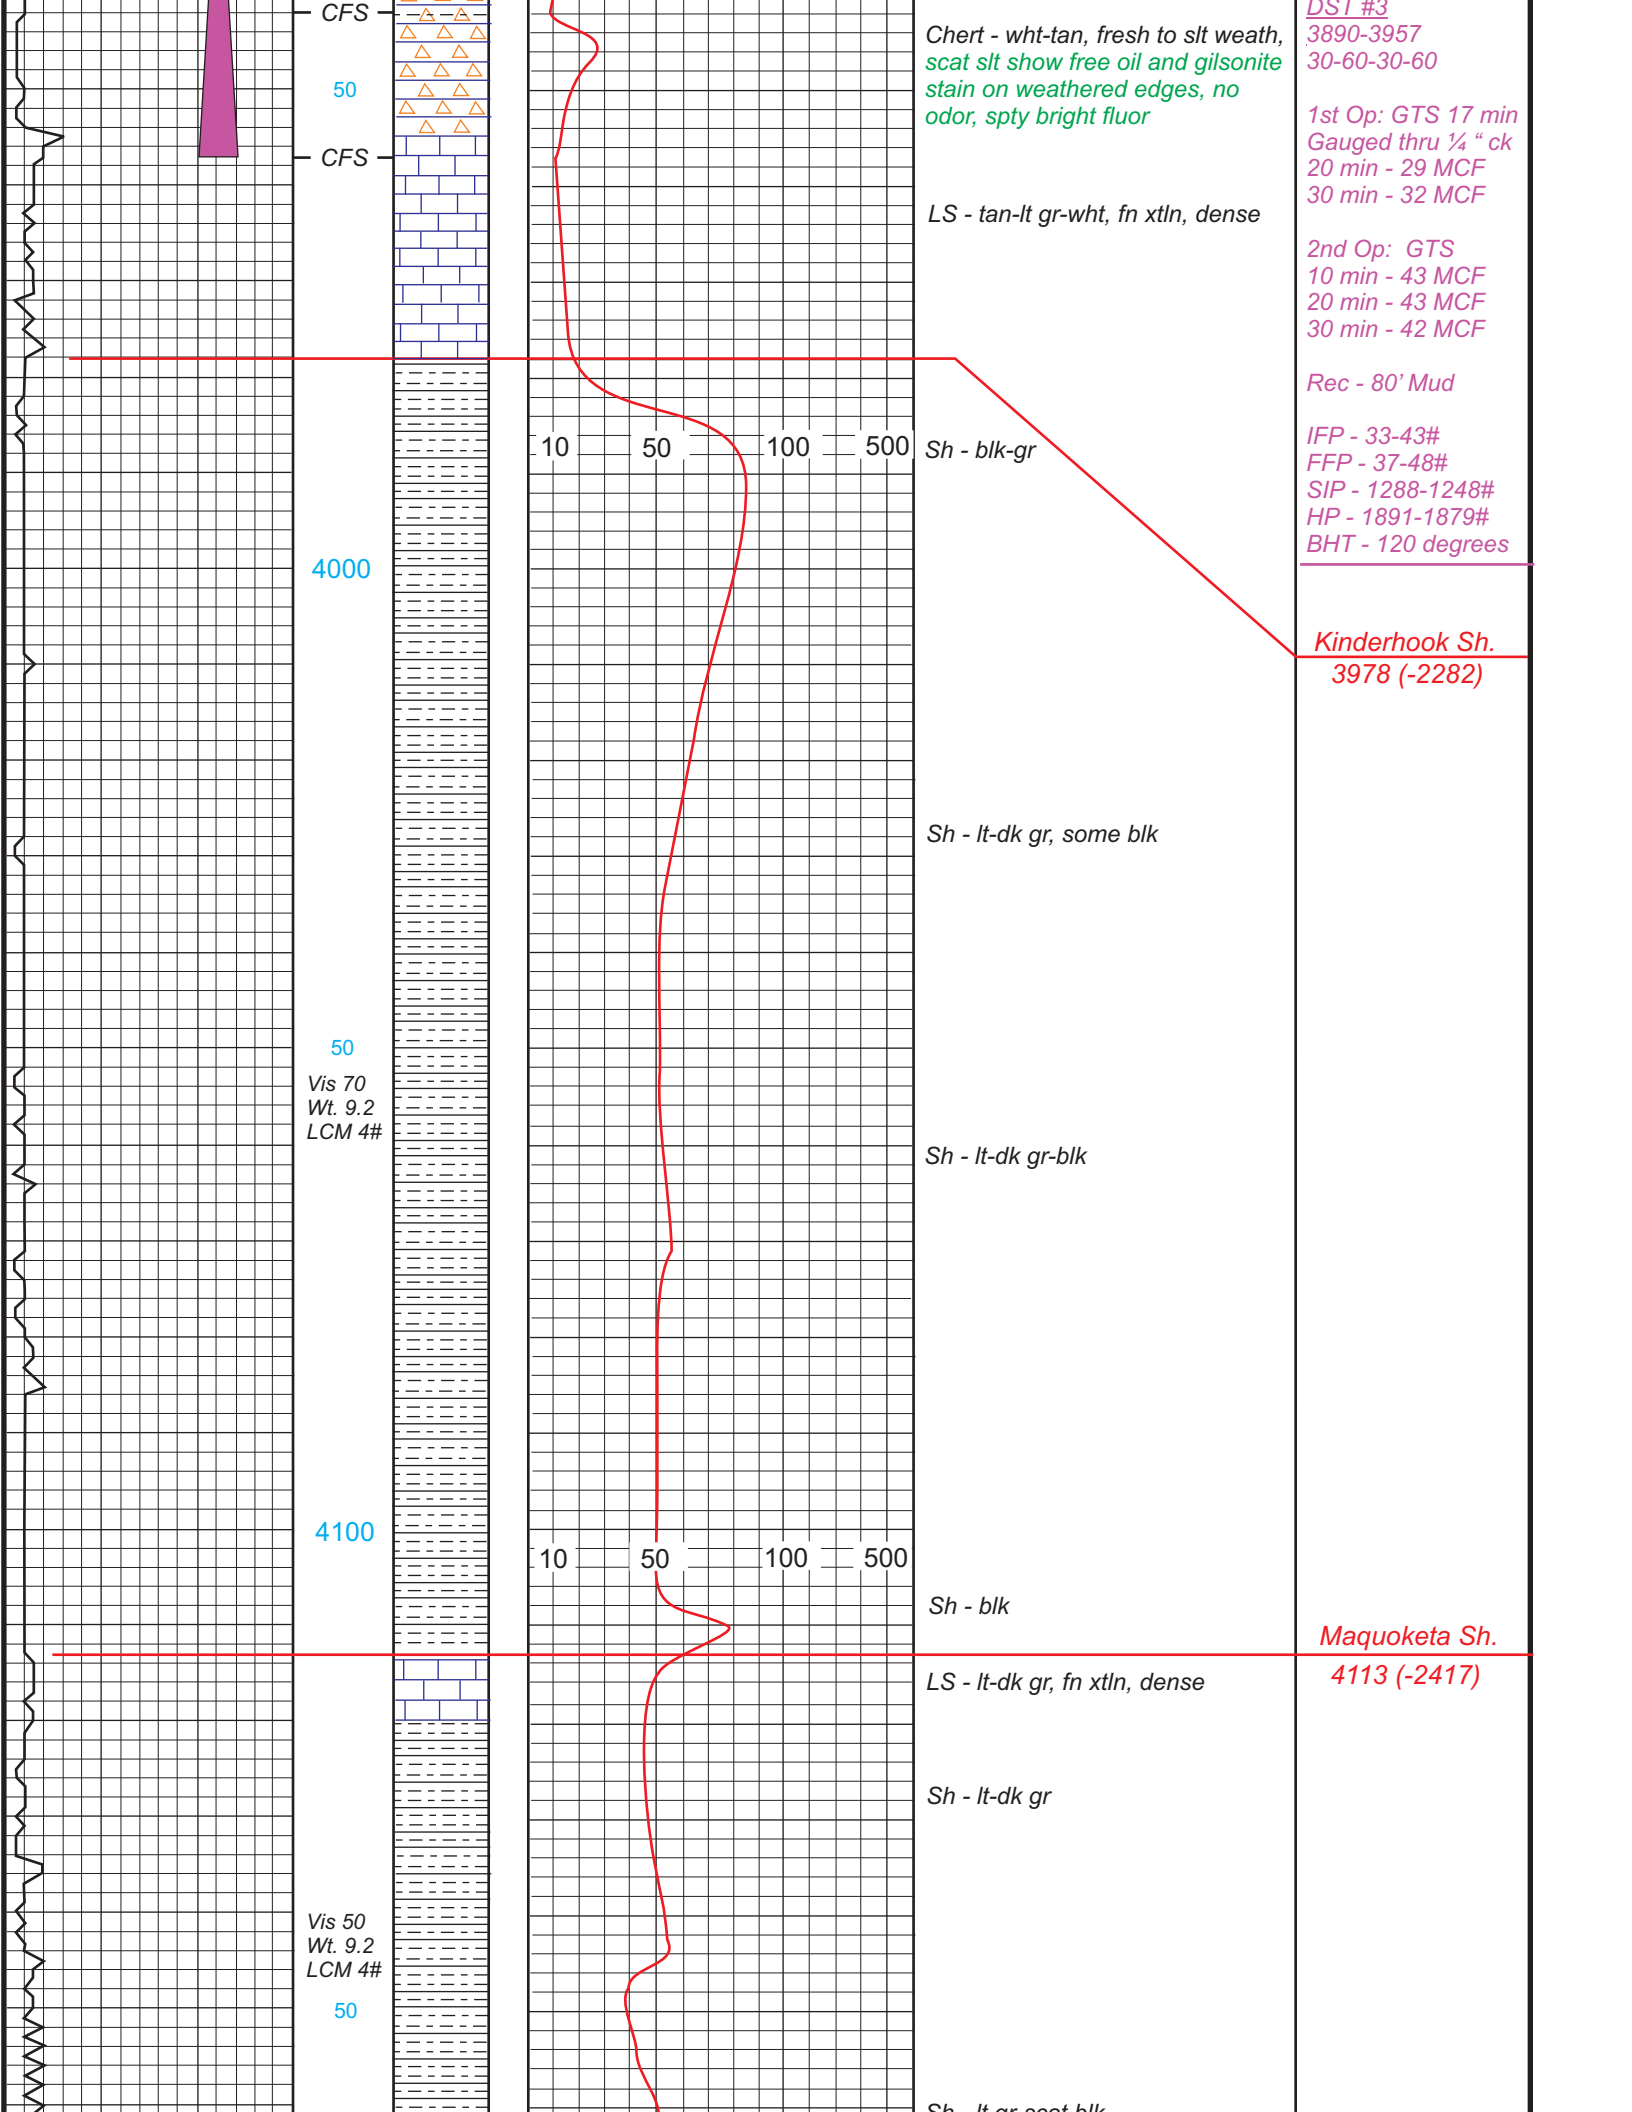 CFS
50
CFS
Chert - wht-tan, fresh to slt weath,
scat slt show free oil and gilsonite
stain on weathered edges, no
odor, spty bright fluor
LS - tan-lt gr-wht, fn xtln, dense
DST #3
3890-3957
30-60-30-60
1st Op: GTS 17 min
Gauged thru ¼ “ ck
20 min - 29 MCF
30 min - 32 MCF
2nd Op: GTS
10 min - 43 MCF
20 min - 43 MCF
30 min - 42 MCF
Rec - 80’ Mud
IFP - 33-43#
FFP - 37-48#
SIP - 1288-1248#
HP - 1891-1879#
BHT - 120 degrees
10 50 100 500
Sh - blk-gr
4000
Kinderhook Sh.
3978 (-2282)
Sh - lt-dk gr, some blk
50
Vis 70
Wt. 9.2
LCM 4#
Sh - lt-dk gr-blk
4100
10 50 100 500
Sh - blk
Maquoketa Sh.
4113 (-2417)
LS - lt-dk gr, fn xtln, dense
Sh - lt-dk gr
Vis 50
Wt. 9.2
LCM 4#
50
Sh - lt gr scat blk